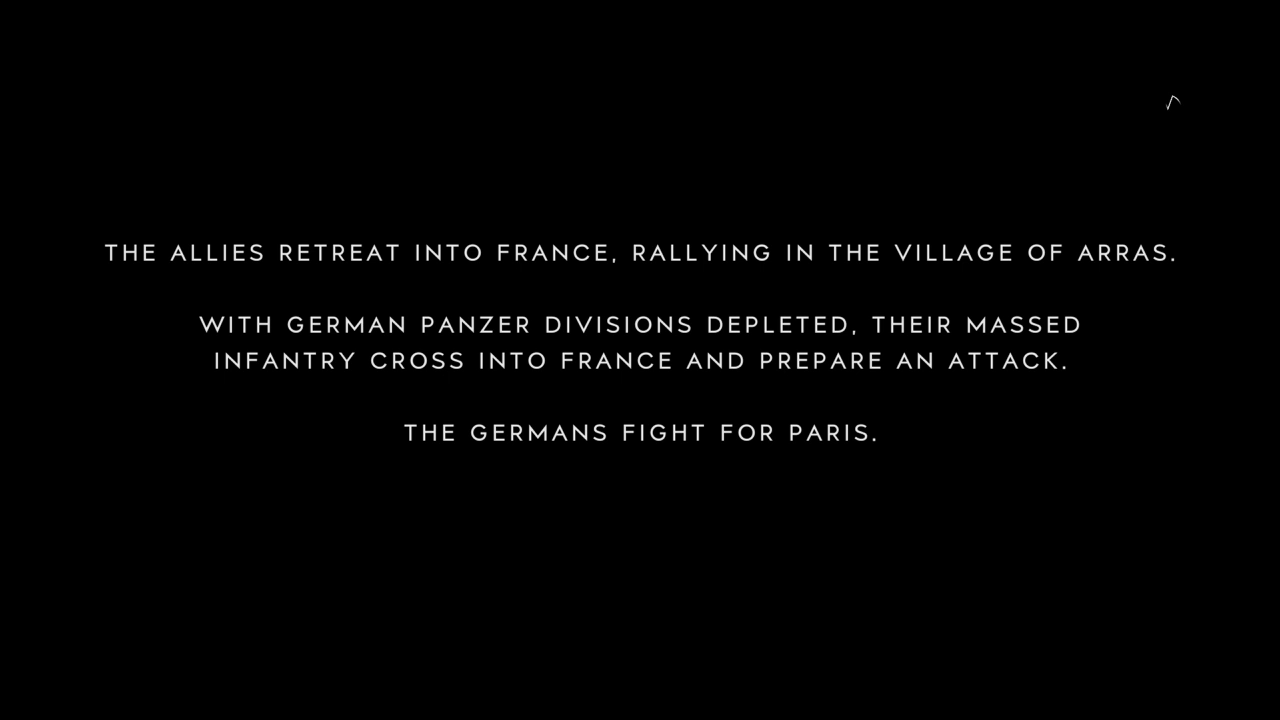 THE ALLIES RETREAT INTO FRANCE, RALLYING IN THE VILLAGE OF ARRAS.
WITH GERMAN PANZER DIVISIONS DEPLETED, THEIR MASSED
INFANTRY CROSS INTO FRANCE AND PREPARE AN ATTACK.
THE GERMANS FIGHT FOR PARIS.